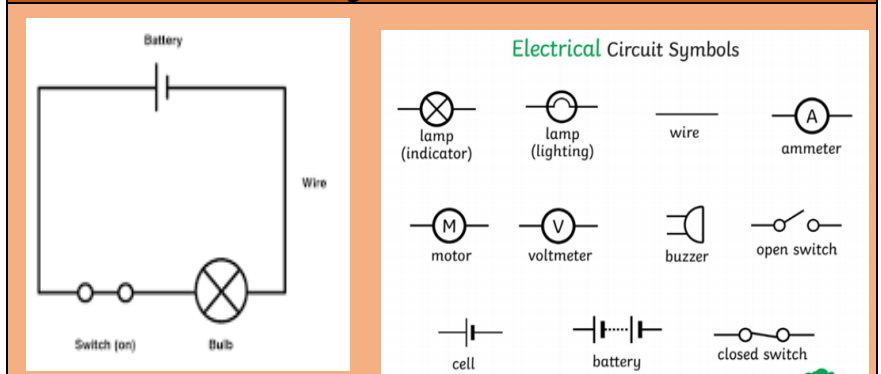 Battery
Wire
Switch (on)
Bulb
Electrical Circuit Symbols
lamp
(indicator)
lamp
(lighting)
wire
A
ammeter
M
motor
V
voltmeter
buzzer
open switch
cell
battery
closed switch